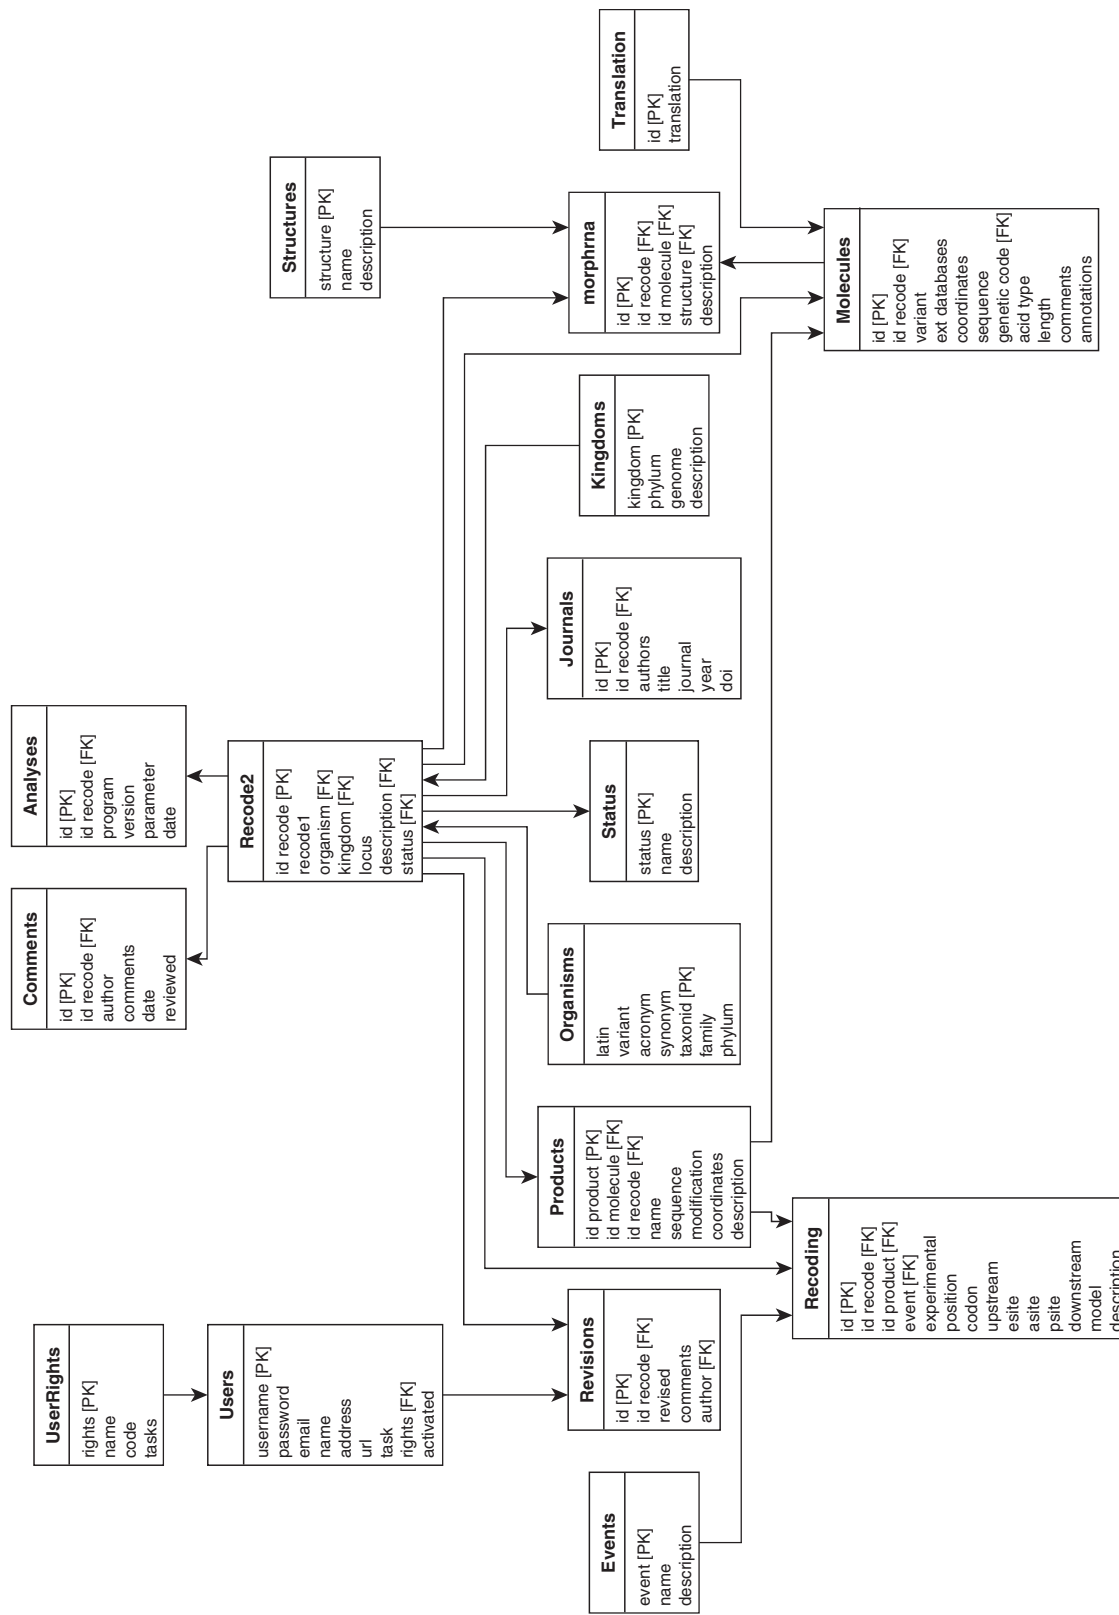 UserRights
rights [PK]
name
code
tasks
Users
username [PK]
password
email
name
address
url
task
rights [FK]
activated
Comments
id [PK]
id recode [FK]
author
comments
date
reviewed
Analyses
id [PK]
id recode [FK]
program
version
parameter
date
Recode2
id recode [PK]
recode1
organism [FK]
kingdom [FK]
locus
description [FK]
status [FK]
Structures
structure [PK]
name
description
Events
event [PK]
name
description
Revisions
id [PK]
id recode [FK]
revised
comments
author [FK]
Products
id product [PK]
id molecule [FK]
id recode [FK]
name
sequence
modification
coordinates
description
Organisms
latin
variant
acronym
synonym
taxonid [PK]
family
phylum
Status
status [PK]
name
description
Journals
id [PK]
id recode [FK]
authors
title
journal
year
doi
Kingdoms
kingdom [PK]
phylum
genome
description
morphrna
id [PK]
id recode [FK]
id molecule [FK]
structure [FK]
description
Translation
id [PK]
translation
Recoding
id [PK]
id recode [FK]
id product [FK]
event [FK]
experimental
position
codon
upstream
esite
asite
psite
downstream
model
description
Molecules
id [PK]
id recode [FK]
variant
ext databases
coordinates
sequence
genetic code [FK]
acid type
length
comments
annotations